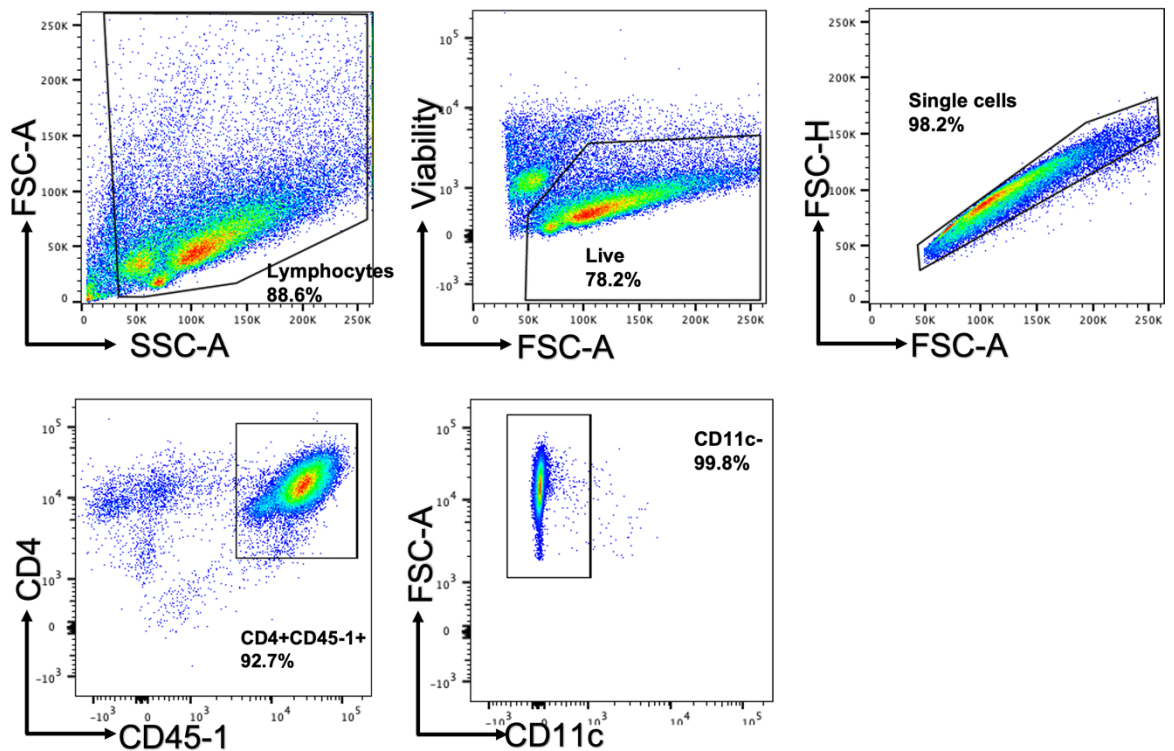 FSC-A
250K
200K
150K
100K
50K
0
Lymphocytes
88.6%
0 50K 100K 150K 200K 250K
SSC-A
Viability
10^5
10^4
10^3
0
-10^3
Live
78.2%
0 50K 100K 150K 200K 250K
FSC-A
FSC-H
250K
200K
150K
100K
50K
0
Single cells
98.2%
0 50K 100K 150K 200K 250K
FSC-A
CD4
10^5
10^4
10^3
0
-10^3
CD4+CD45-1+
92.7%
-10^3 0 10^3 10^4 10^5
CD45-1
FSC-A
10^5
10^4
10^3
0
-10^3
CD11c-
99.8%
-10^3 0 10^3 10^4 10^5
CD11c